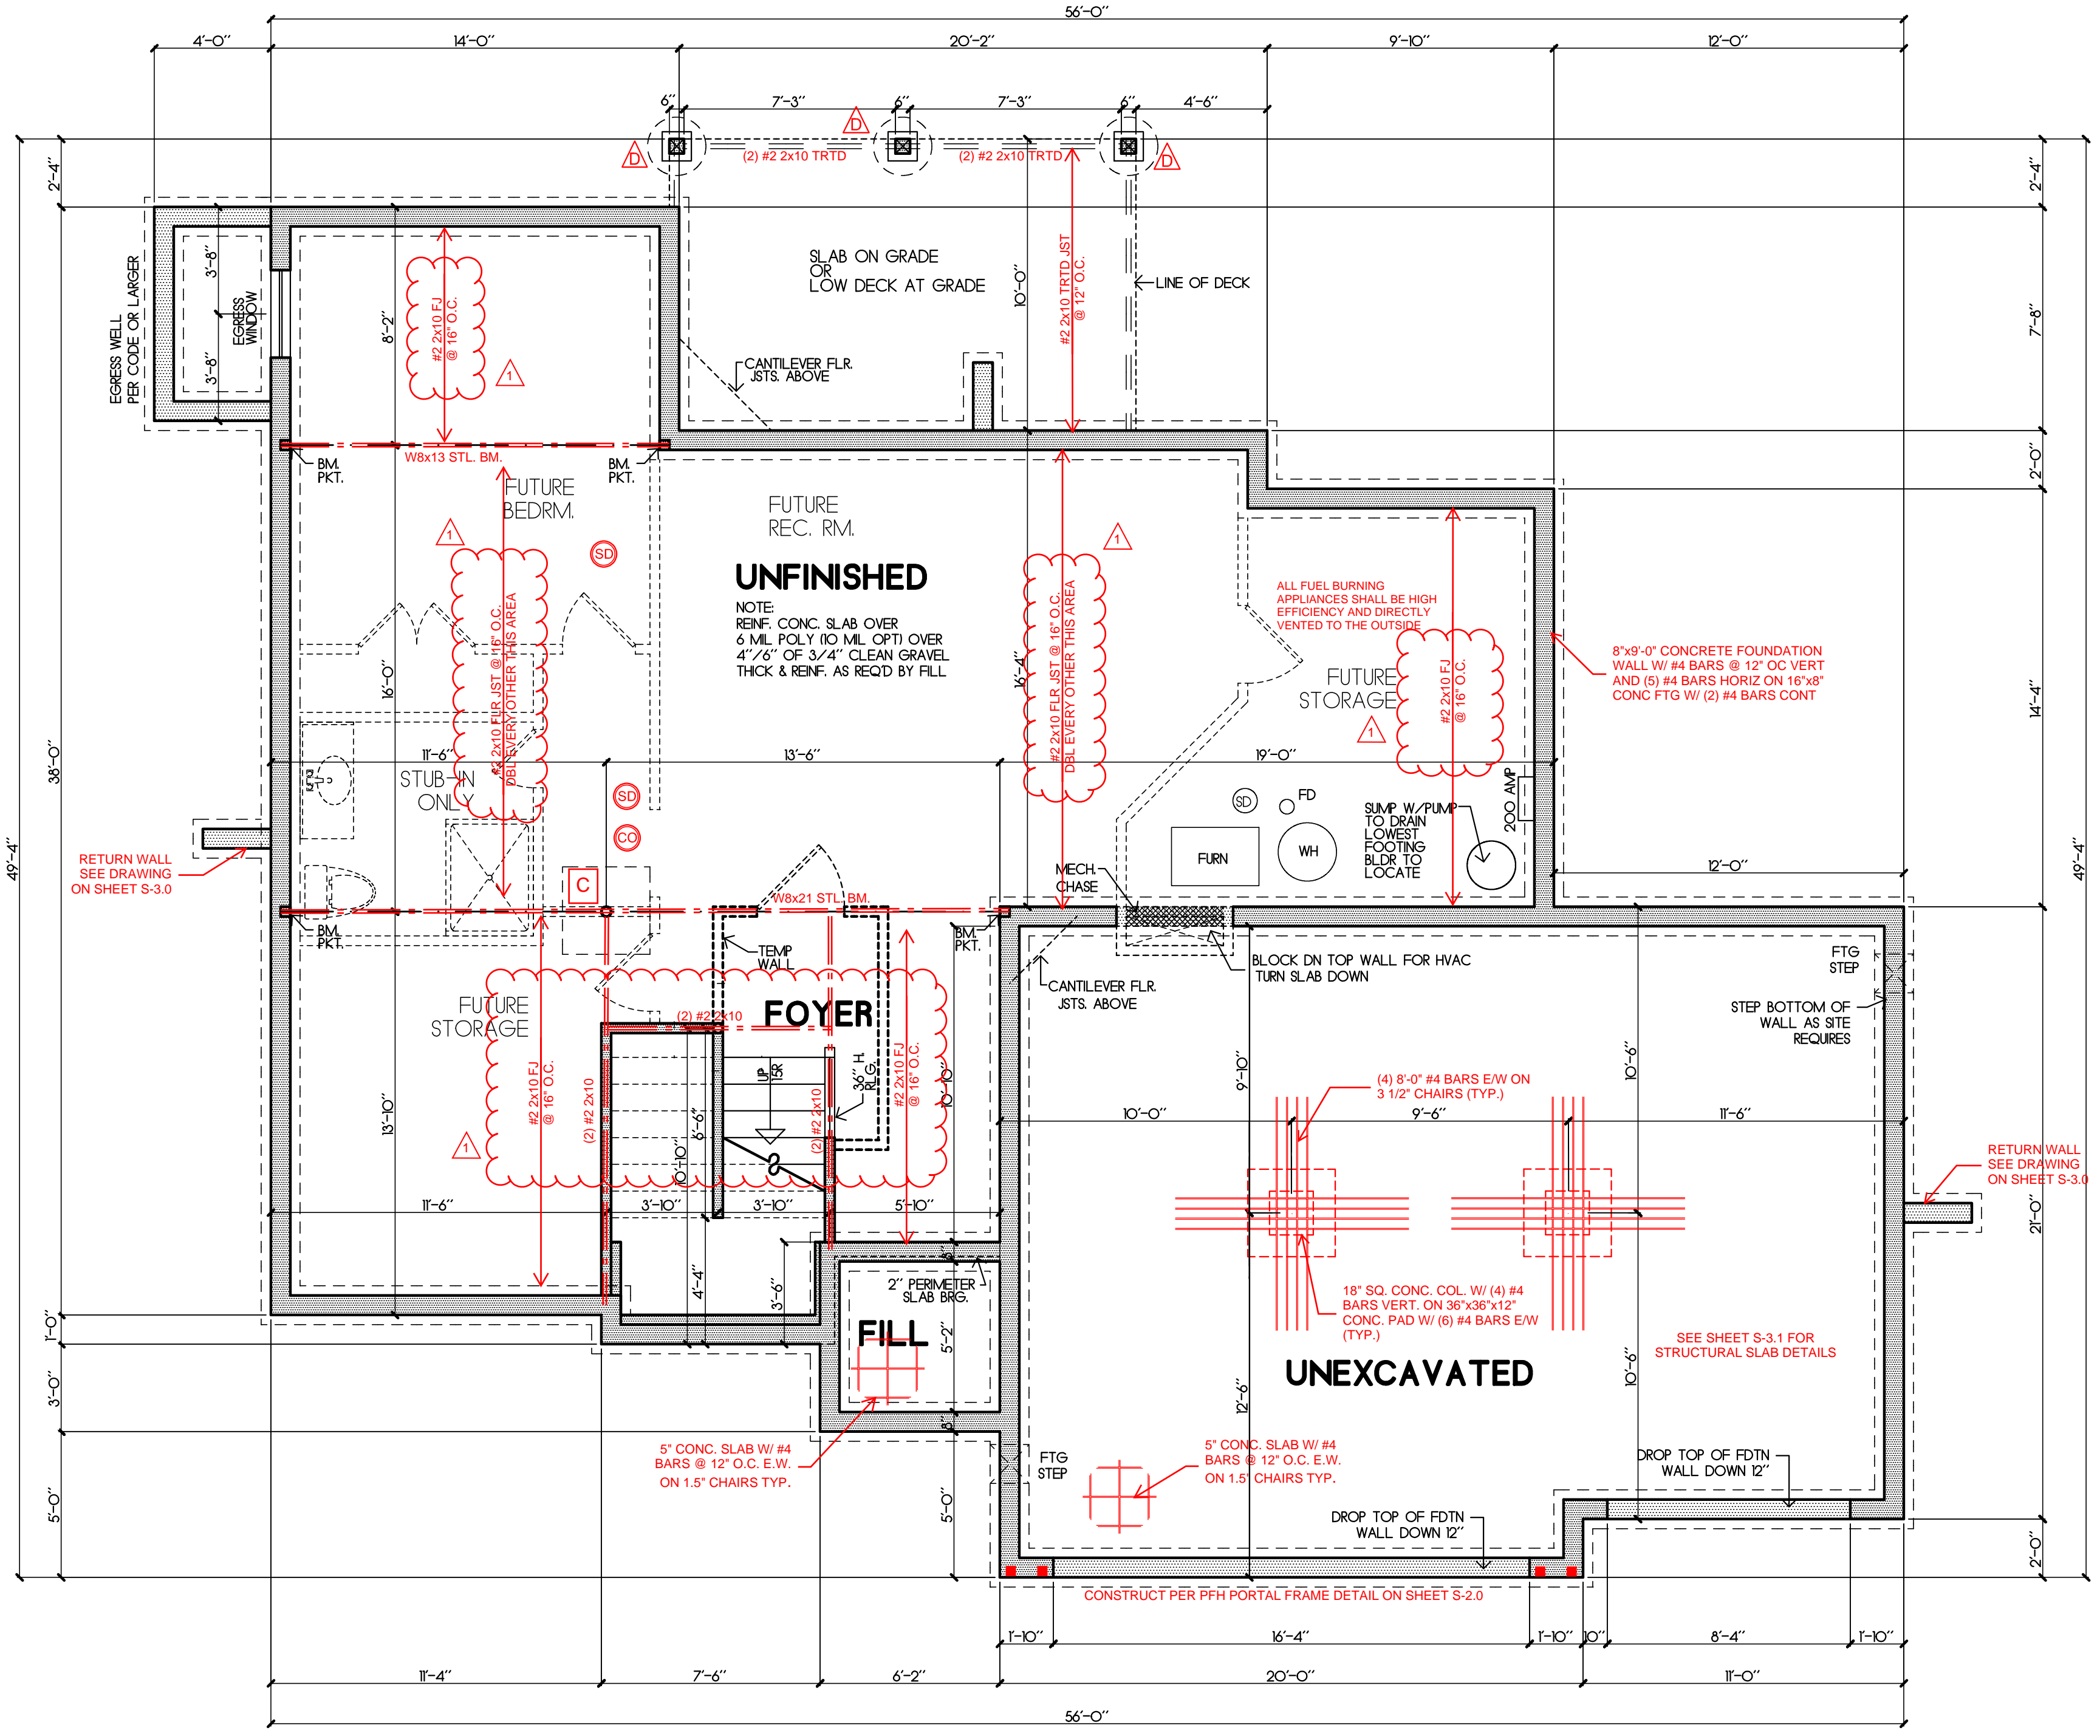 56'-0"
4'-0"
14'-0"
20'-2"
9'-10"
12'-0"
6"
7'-3"
6"
7'-3"
6"
4'-6"
D
D
D
(2) #2 2x10 TRTD
(2) #2 2x10 TRTD
2'-4"
2'-4"
SLAB ON GRADE
OR
LOW DECK AT GRADE
10'-0"
#2 2x10 TRTD JST
@ 12" O.C.
LINE OF DECK
7'-8"
EGRESS WELL
PER CODE OR LARGER
3'-8"
3'-8"
EGRESS
WINDOW
8'-2"
#2 2x10 FJ
@ 16" O.C.
1
CANTILEVER FLR.
JSTS. ABOVE
2'-0"
W8x13 STL. BM.
BM.
PKT.
BM.
PKT.
FUTURE
BEDRM.
FUTURE
REC. RM.
1
SD
1
UNFINISHED
NOTE:
REINF. CONC. SLAB OVER
6 MIL POLY (10 MIL OPT) OVER
4"/6" OF 3/4" CLEAN GRAVEL
THICK & REINF. AS REQ'D BY FILL
#2 2x10 FLR JST @ 16" O.C.
DBL EVERY OTHER THIS AREA
16'-0"
16'-4"
#2 2x10 FLR JST @ 16" O.C.
DBL EVERY OTHER THIS AREA
ALL FUEL BURNING
APPLIANCES SHALL BE HIGH
EFFICIENCY AND DIRECTLY
VENTED TO THE OUTSIDE
8"x9'-0" CONCRETE FOUNDATION
WALL W/ #4 BARS @ 12" OC VERT
AND (5) #4 BARS HORIZ ON 16"x8"
CONC FTG W/ (2) #4 BARS CONT
FUTURE
STORAGE
1
#2 2x10 FJ
@ 16" O.C.
14'-4"
38'-0"
49'-4"
49'-4"
11'-6"
13'-6"
19'-0"
STUB-IN
ONLY
SD
CO
SD
FD
FURN
WH
SUMP W/PUMP
TO DRAIN
LOWEST
FOOTING
BLDR TO
LOCATE
200 AMP
RETURN WALL
SEE DRAWING
ON SHEET S-3.0
C
MECH.
CHASE
12'-0"
W8x21 STL. BM.
BM.
PKT.
BM.
PKT.
TEMP
WALL
BLOCK DN TOP WALL FOR HVAC
TURN SLAB DOWN
CANTILEVER FLR.
JSTS. ABOVE
FTG
STEP
STEP BOTTOM OF
WALL AS SITE
REQUIRES
FUTURE
STORAGE
FOYER
(2) #2 2x10
UP
15R
36" H.
RLG.
#2 2x10 FJ
@ 16" O.C.
(2) #2 2x10
(2) #2 2x10
#2 2x10 FJ
@ 16" O.C.
10'-10"
9'-10"
10'-6"
13'-10"
6'-6"
10'-10"
1
(4) 8'-0" #4 BARS E/W ON
3 1/2" CHAIRS (TYP.)
10'-0"
9'-6"
11'-6"
RETURN WALL
SEE DRAWING
ON SHEET S-3.0
11'-6"
3'-10"
3'-10"
5'-10"
21'-0"
8"
4'-4"
3'-6"
2" PERIMETER
SLAB BRG.
18" SQ. CONC. COL. W/ (4) #4
BARS VERT. ON 36"x36"x12"
CONC. PAD W/ (6) #4 BARS E/W
(TYP.)
1'-0"
FILL
5'-2"
SEE SHEET S-3.1 FOR
STRUCTURAL SLAB DETAILS
UNEXCAVATED
3'-0"
12'-6"
10'-6"
8"
5" CONC. SLAB W/ #4
BARS @ 12" O.C. E.W.
ON 1.5" CHAIRS TYP.
FTG
STEP
5" CONC. SLAB W/ #4
BARS @ 12" O.C. E.W.
ON 1.5" CHAIRS TYP.
DROP TOP OF FDTN
WALL DOWN 12"
5'-0"
5'-0"
DROP TOP OF FDTN
WALL DOWN 12"
2'-0"
CONSTRUCT PER PFH PORTAL FRAME DETAIL ON SHEET S-2.0
1'-10"
16'-4"
1'-10"
10"
8'-4"
1'-10"
11'-4"
7'-6"
6'-2"
20'-0"
11'-0"
56'-0"